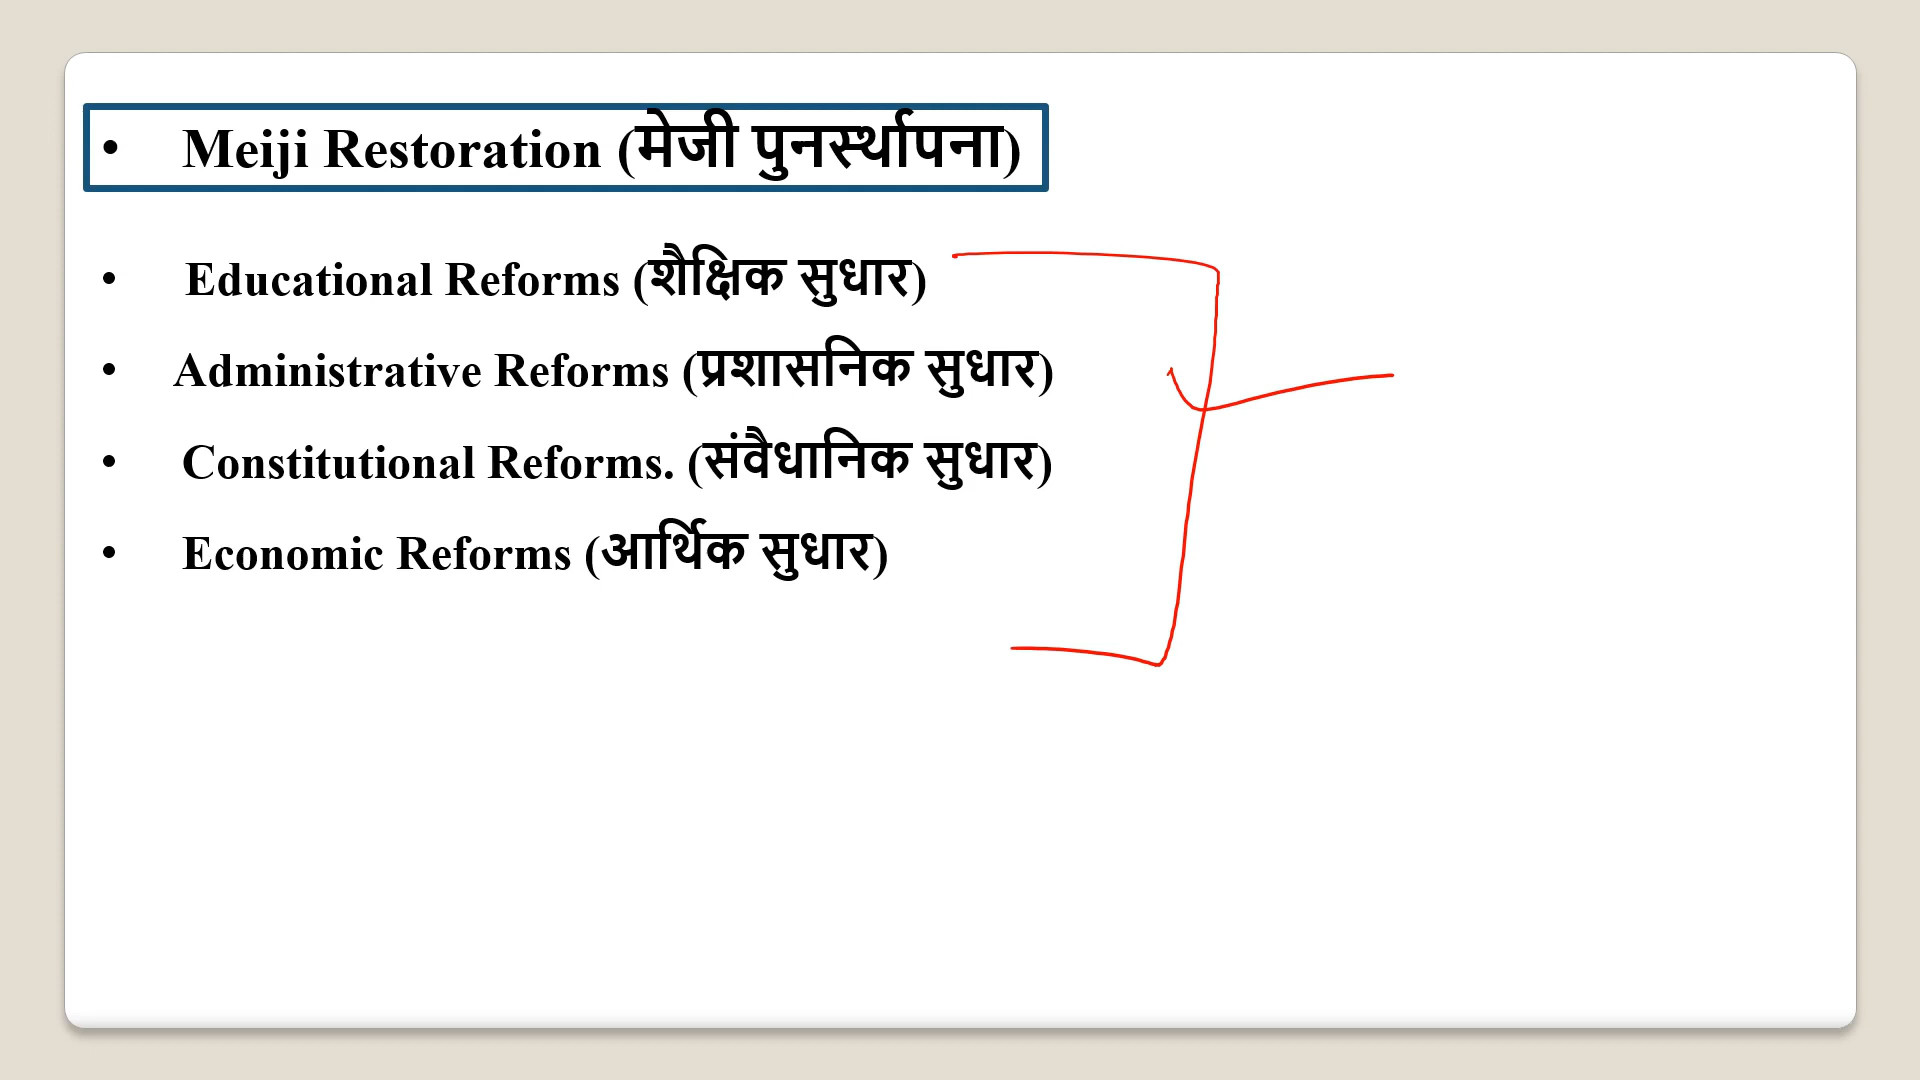 • Meiji Restoration (मेजी पुनर्स्थापना)
• Educational Reforms (शैक्षिक सुधार)
• Administrative Reforms (प्रशासनिक सुधार)
• Constitutional Reforms. (संवैधानिक सुधार)
• Economic Reforms (आर्थिक सुधार)